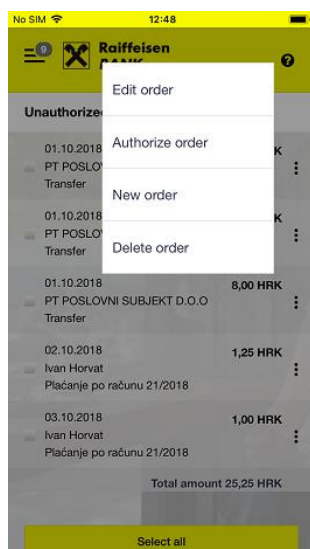 No SIM 12:48
9
Raiffeisen
BANK
?
Unauthorize
Edit order
Authorize order
New order
Delete order
01.10.2018 K
PT POSLO
Transfer
01.10.2018 K
PT POSLO
Transfer
01.10.2018 8,00 HRK
PT POSLOVNI SUBJEKT D.O.O
Transfer
02.10.2018 1,25 HRK
Ivan Horvat
Plaćanje po računu 21/2018
03.10.2018 1,00 HRK
Ivan Horvat
Plaćanje po računu 21/2018
Total amount 25,25 HRK
Select all